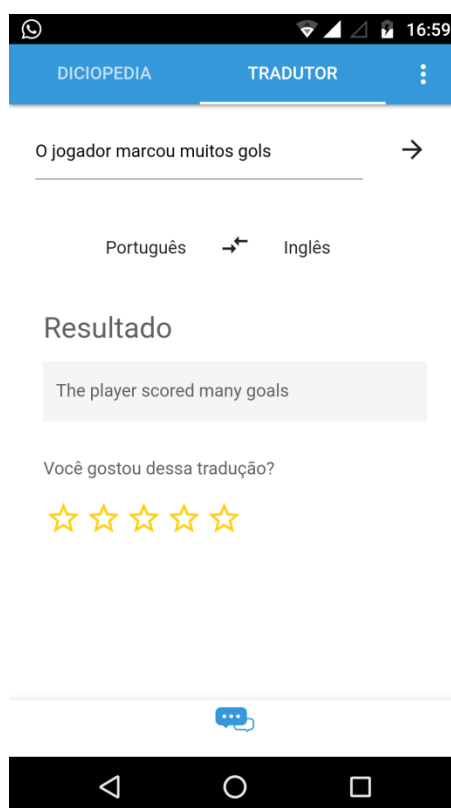 16:59
DICIOPEDIA TRADUTOR
O jogador marcou muitos gols
Português Inglês
Resultado
The player scored many goals
Você gostou dessa tradução?